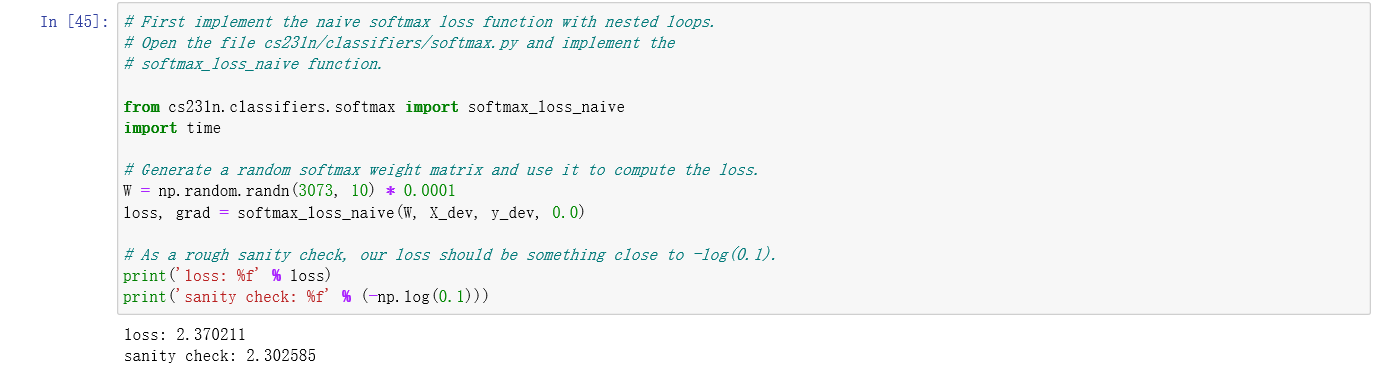 In [45]:
# First implement the naive softmax loss function with nested loops.
# Open the file cs231n/classifiers/softmax.py and implement the
# softmax_loss_naive function.
from cs231n.classifiers.softmax import softmax_loss_naive
import time
# Generate a random softmax weight matrix and use it to compute the loss.
W = np.random.randn(3073, 10) * 0.0001
loss, grad = softmax_loss_naive(W, X_dev, y_dev, 0.0)
# As a rough sanity check, our loss should be something close to -log(0.1).
print('loss: %f' % loss)
print('sanity check: %f' % (-np.log(0.1)))
loss: 2.370211
sanity check: 2.302585